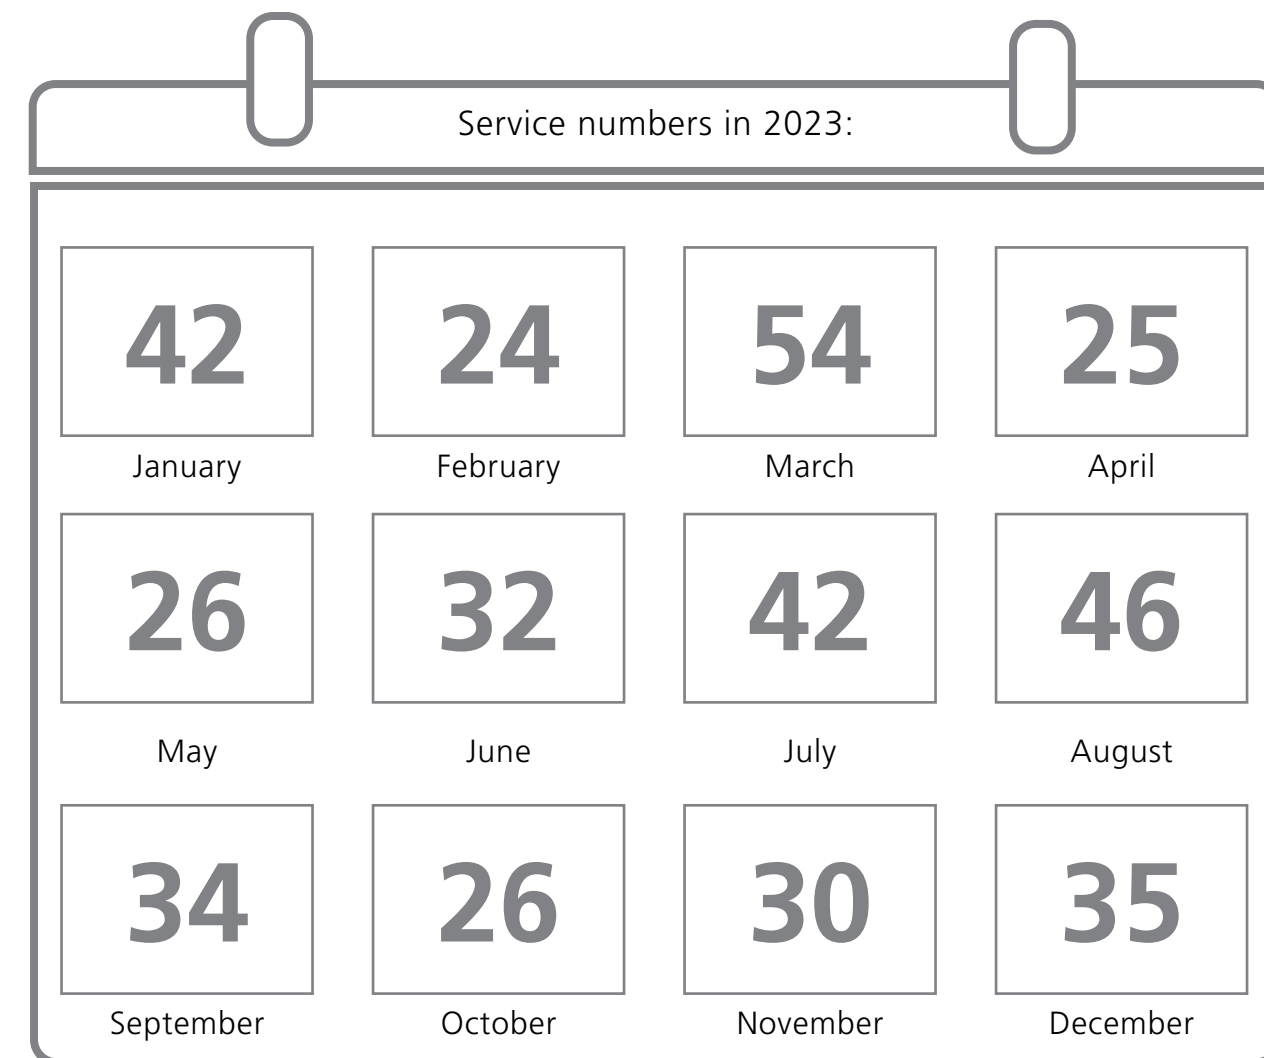 Service numbers in 2023:
42 24 54 25
January February March April
26 32 42 46
May June July August
34 26 30 35
September October November December